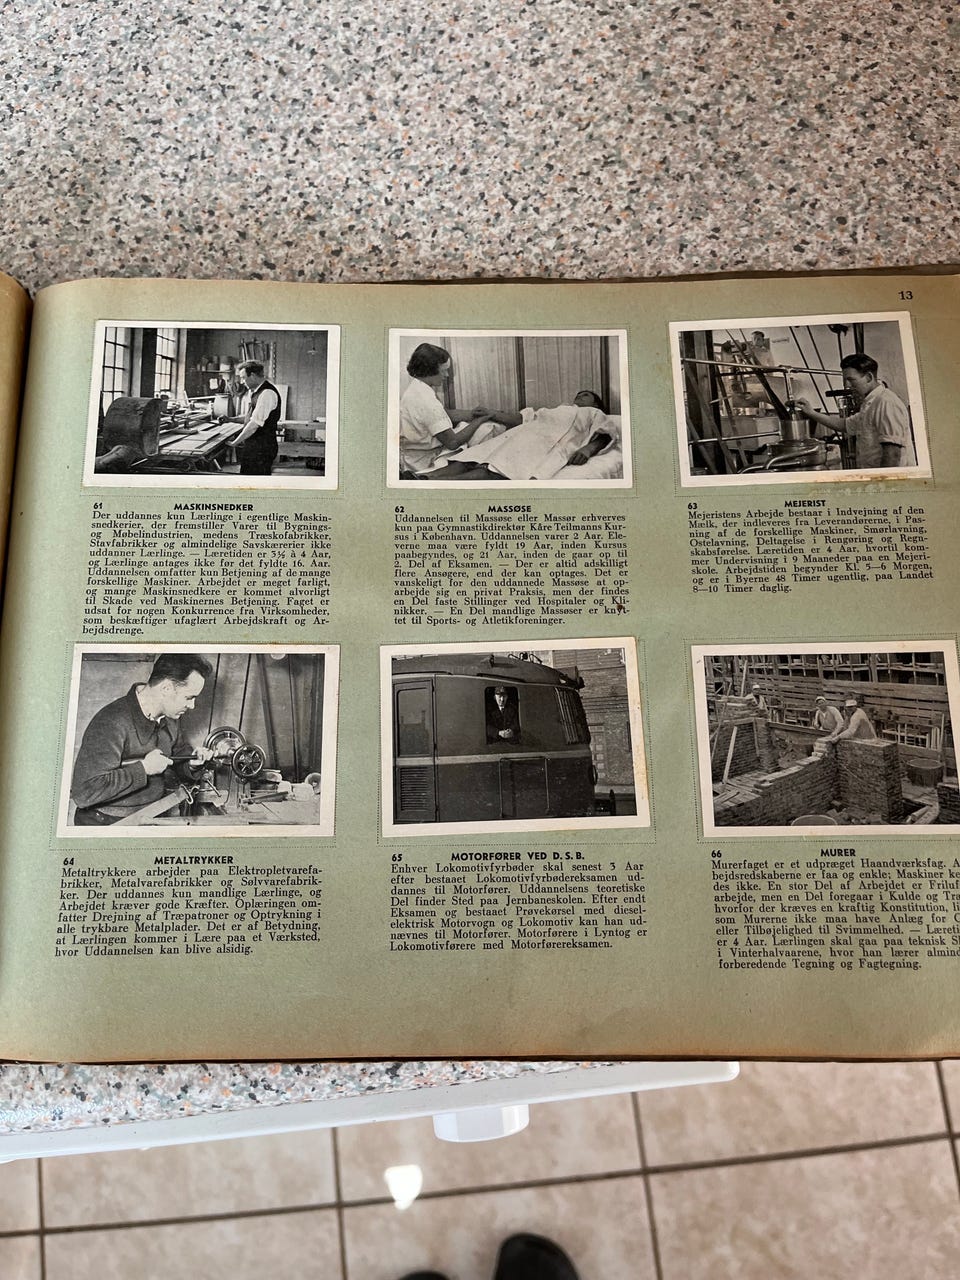 13
61 MASKINSNEDKER
Der uddannes kun Lærlinge i egentlige Maskin-
snedkerier, der fremstiller Varer til Bygnings-
og Møbelindustrien, medens Træskofabrikker,
Stavfabrikker og almindelige Savskærerier ikke
uddanner Lærlinge. — Læretiden er 3½ à 4 Aar,
og Lærlinge antages ikke før det fyldte 16. Aar.
Uddannelsen omfatter kun Betjening af de mange
forskellige Maskiner. Arbejdet er meget farligt,
og mange Maskinsnedkere er kommet alvorligt
til Skade ved Maskinernes Betjening. Faget er
udsat for nogen Konkurrence fra Virksomheder,
som beskæftiger ufaglært Arbejdskraft og Ar-
bejdsdrenge.
62 MASSØSE
Uddannelsen til Massøse eller Massør erhverves
kun paa Gymnastikdirektør Kåre Teilmanns Kur-
sus i København. Uddannelsen varer 2 Aar. Ele-
verne maa være fyldt 19 Aar, inden Kursus
paabegyndes, og 21 Aar, inden de gaar op til
2. Del af Eksamen. — Der er altid adskilligt
flere Ansøgere, end der kan optages. Det er
vanskeligt for den uddannede Massøse at op-
arbejde sig en privat Praksis, men der findes
en Del faste Stillinger ved Hospitaler og Kli-
nikker. — En Del mandlige Massøser er knyt-
tet til Sports- og Atletikforeninger.
63 MEJERIST
Mejeristens Arbejde bestaar i Indvejning af den
Mælk, der indleveres fra Leverandørerne, i Pas-
ning af de forskellige Maskiner, Smørlavning,
Ostelavning, Deltagelse i Rengøring og Regn-
skabsførelse. Læretiden er 4 Aar, hvortil kom-
mer Undervisning i 9 Maaneder paa en Mejeri-
skole. Arbejdstiden begynder Kl. 5—6 Morgen,
og er i Byerne 48 Timer ugentlig, paa Landet
8—10 Timer daglig.
64 METALTRYKKER
Metaltrykkere arbejder paa Elektropletvarefa-
brikker, Metalvarefabrikker og Sølvvarefabrik-
ker. Der uddannes kun mandlige Lærlinge, og
Arbejdet kræver gode Kræfter. Oplæringen om-
fatter Drejning af Træpatroner og Optrykning i
alle trykbare Metalplader. Det er af Betydning,
at Lærlingen kommer i Lære paa et Værksted,
hvor Uddannelsen kan blive alsidig.
65 MOTORFØRER VED D.S.B.
Enhver Lokomotivfyrbøder skal senest 3 Aar
efter bestaaet Lokomotivfyrbødereksamen ud-
dannes til Motorfører. Uddannelsens teoretiske
Del finder Sted paa Jernbaneskolen. Efter endt
Eksamen og bestaaet Prøvekørsel med diesel-
elektrisk Motorvogn og Lokomotiv kan han ud-
nævnes til Motorfører. Motorførere i Lyntog er
Lokomotivførere med Motorførereksamen.
66 MURER
Murerfaget er et udpræget Haandværksfag. A
bejdsredskaberne er faa og enkle; Maskiner
des ikke. En stor Del af Arbejdet er
arbejde, men en Del foregaar i Kulde og
hvorfor der kræves en kraftig Konstitution,
som Murerne ikke maa have Anlæg for
eller Tilbøjelighed til Svimmelhed. —
er 4 Aar. Lærlingen skal gaa paa teknisk
i Vinterhalvaarene, hvor han lærer
forberedende Tegning og Fagtegning.